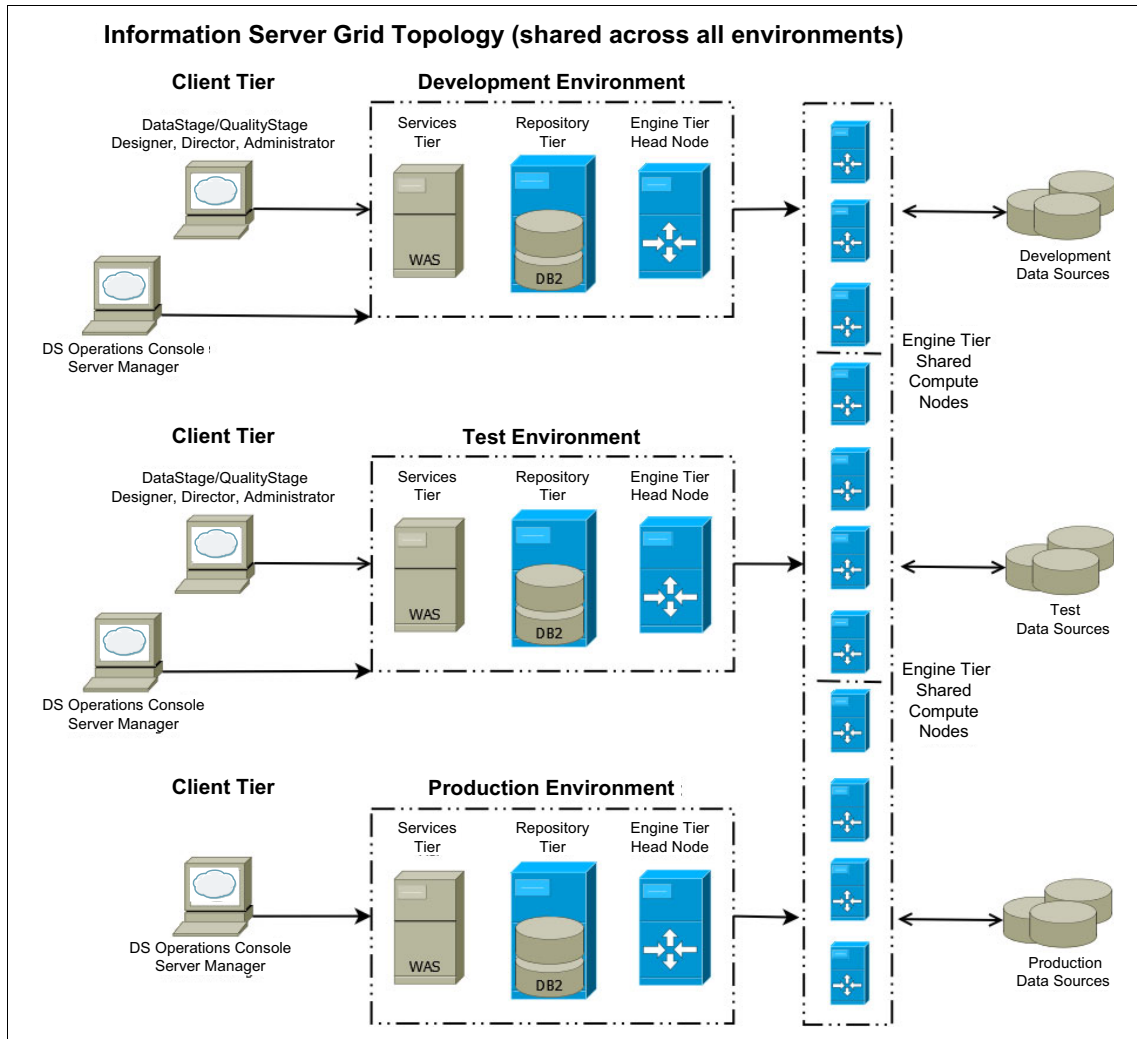 Information Server Grid Topology (shared across all environments)
Client Tier
Development Environment
DataStage/QualityStage
Designer, Director, Administrator
Services
Tier
Repository
Tier
Engine Tier
Head Node
WAS
DB2
DS Operations Console
Server Manager
Development
Data Sources
Engine Tier
Shared
Compute
Nodes
Client Tier
Test Environment
DataStage/QualityStage
Designer, Director, Administrator
Services
Tier
Repository
Tier
Engine Tier
Head Node
WAS
DB2
DS Operations Console
Server Manager
Test
Data Sources
Engine Tier
Shared
Compute
Nodes
Client Tier
Production Environment
Services
Tier
Repository
Tier
Engine Tier
Head Node
WAS
DB2
DS Operations Console
Server Manager
Production
Data Sources